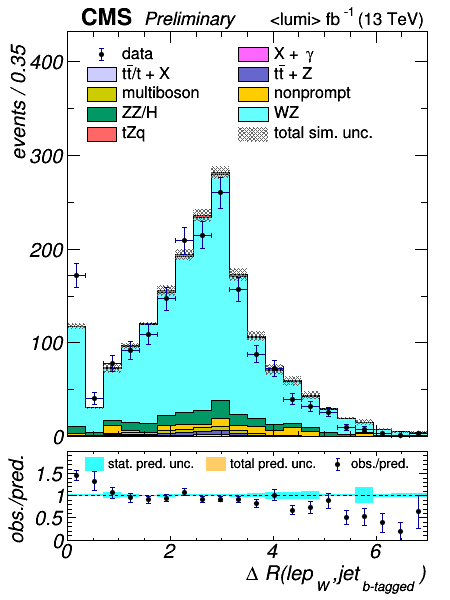 CMS Preliminary <lumi> fb⁻¹ (13 TeV)
events / 0.35
400
300
200
100
0
data
X + γ
tt̄/t + X
tt̄ + Z
multiboson
nonprompt
ZZ/H
WZ
tZq
total sim. unc.
obs./pred.
1.5
1
0.5
0
stat. pred. unc.
total pred. unc.
obs./pred.
0 2 4 6
Δ R(lep_W, jet_b-tagged)